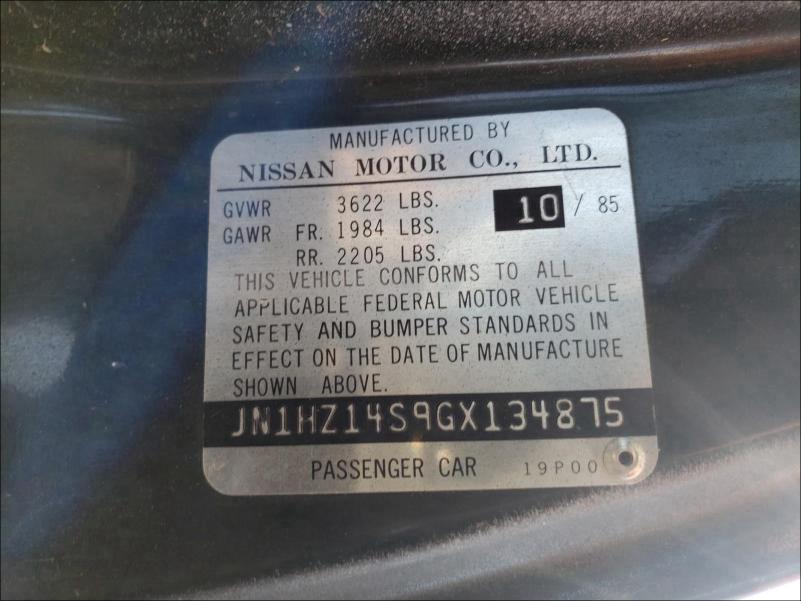 MANUFACTURED BY
NISSAN MOTOR CO., LTD.
GVWR 3622 LBS. 10 / 85
GAWR FR. 1984 LBS.
RR. 2205 LBS.
THIS VEHICLE CONFORMS TO ALL
APPLICABLE FEDERAL MOTOR VEHICLE
SAFETY AND BUMPER STANDARDS IN
EFFECT ON THE DATE OF MANUFACTURE
SHOWN ABOVE.
JN1HZ14S9GX134875
PASSENGER CAR 19P00